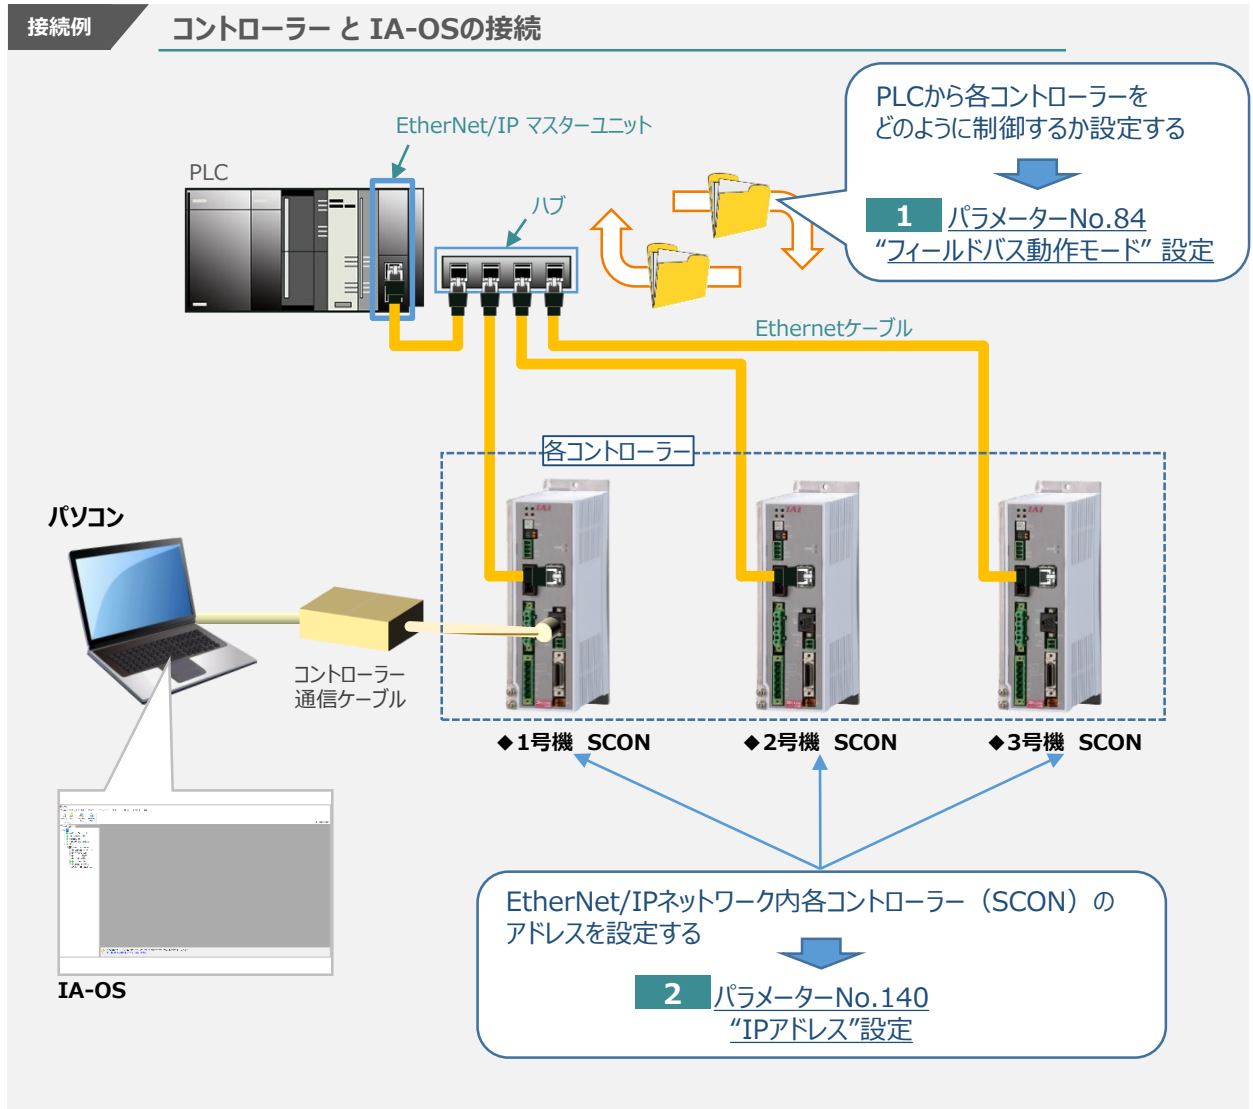 接続例
コントローラー と IA-OSの接続
PLCから各コントローラーを
どのように制御するか設定する
1 パラメーターNo.84
“フィールドバス動作モード” 設定
EtherNet/IP マスターユニット
PLC
ハブ
Ethernetケーブル
各コントローラー
パソコン
コントローラー
通信ケーブル
IAI
IAI
IAI
◆1号機 SCON
◆2号機 SCON
◆3号機 SCON
IA-OS
EtherNet/IPネットワーク内各コントローラー（SCON）の
アドレスを設定する
2 パラメーターNo.140
“IPアドレス”設定